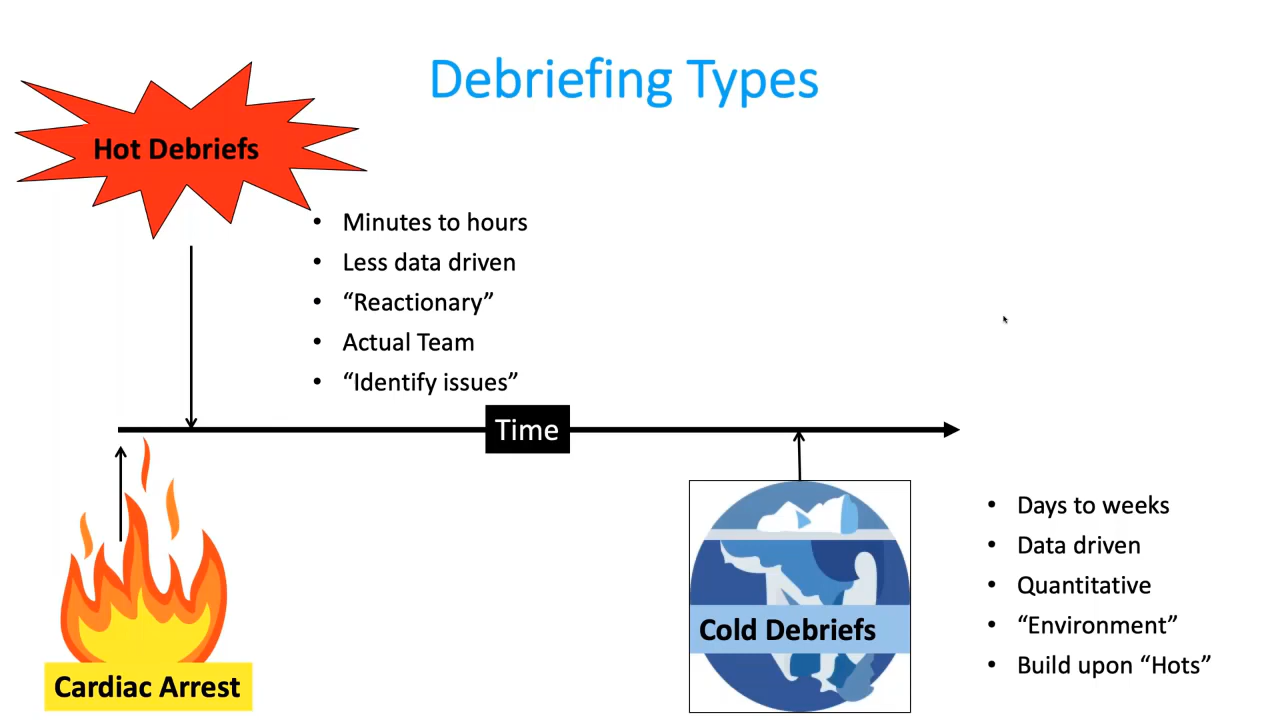 Debriefing Types
Hot Debriefs
• Minutes to hours
• Less data driven
• “Reactionary”
• Actual Team
• “Identify issues”
Time
Cardiac Arrest
Cold Debriefs
• Days to weeks
• Data driven
• Quantitative
• “Environment”
• Build upon “Hots”